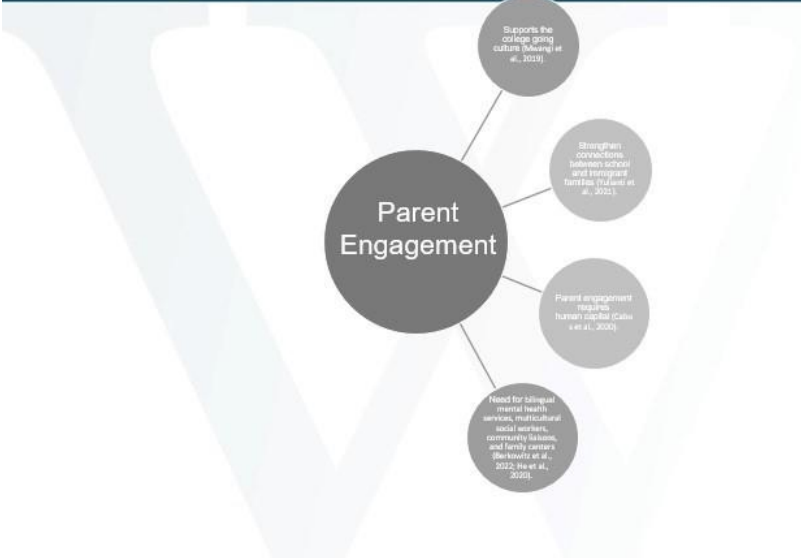 Supports the
college going
culture (Mwangi et
al., 2019).
Strengthen
connections
between school
and immigrant
families (Yulianti et
al., 2021).
Parent
Engagement
Parent engagement
requires
human capital (Calle
s et al., 2020).
Need for bilingual
mental health
services, multicultural
social workers,
community liaisons,
and family centers
(Berkowitz et al.,
2022; He et al.,
2020).